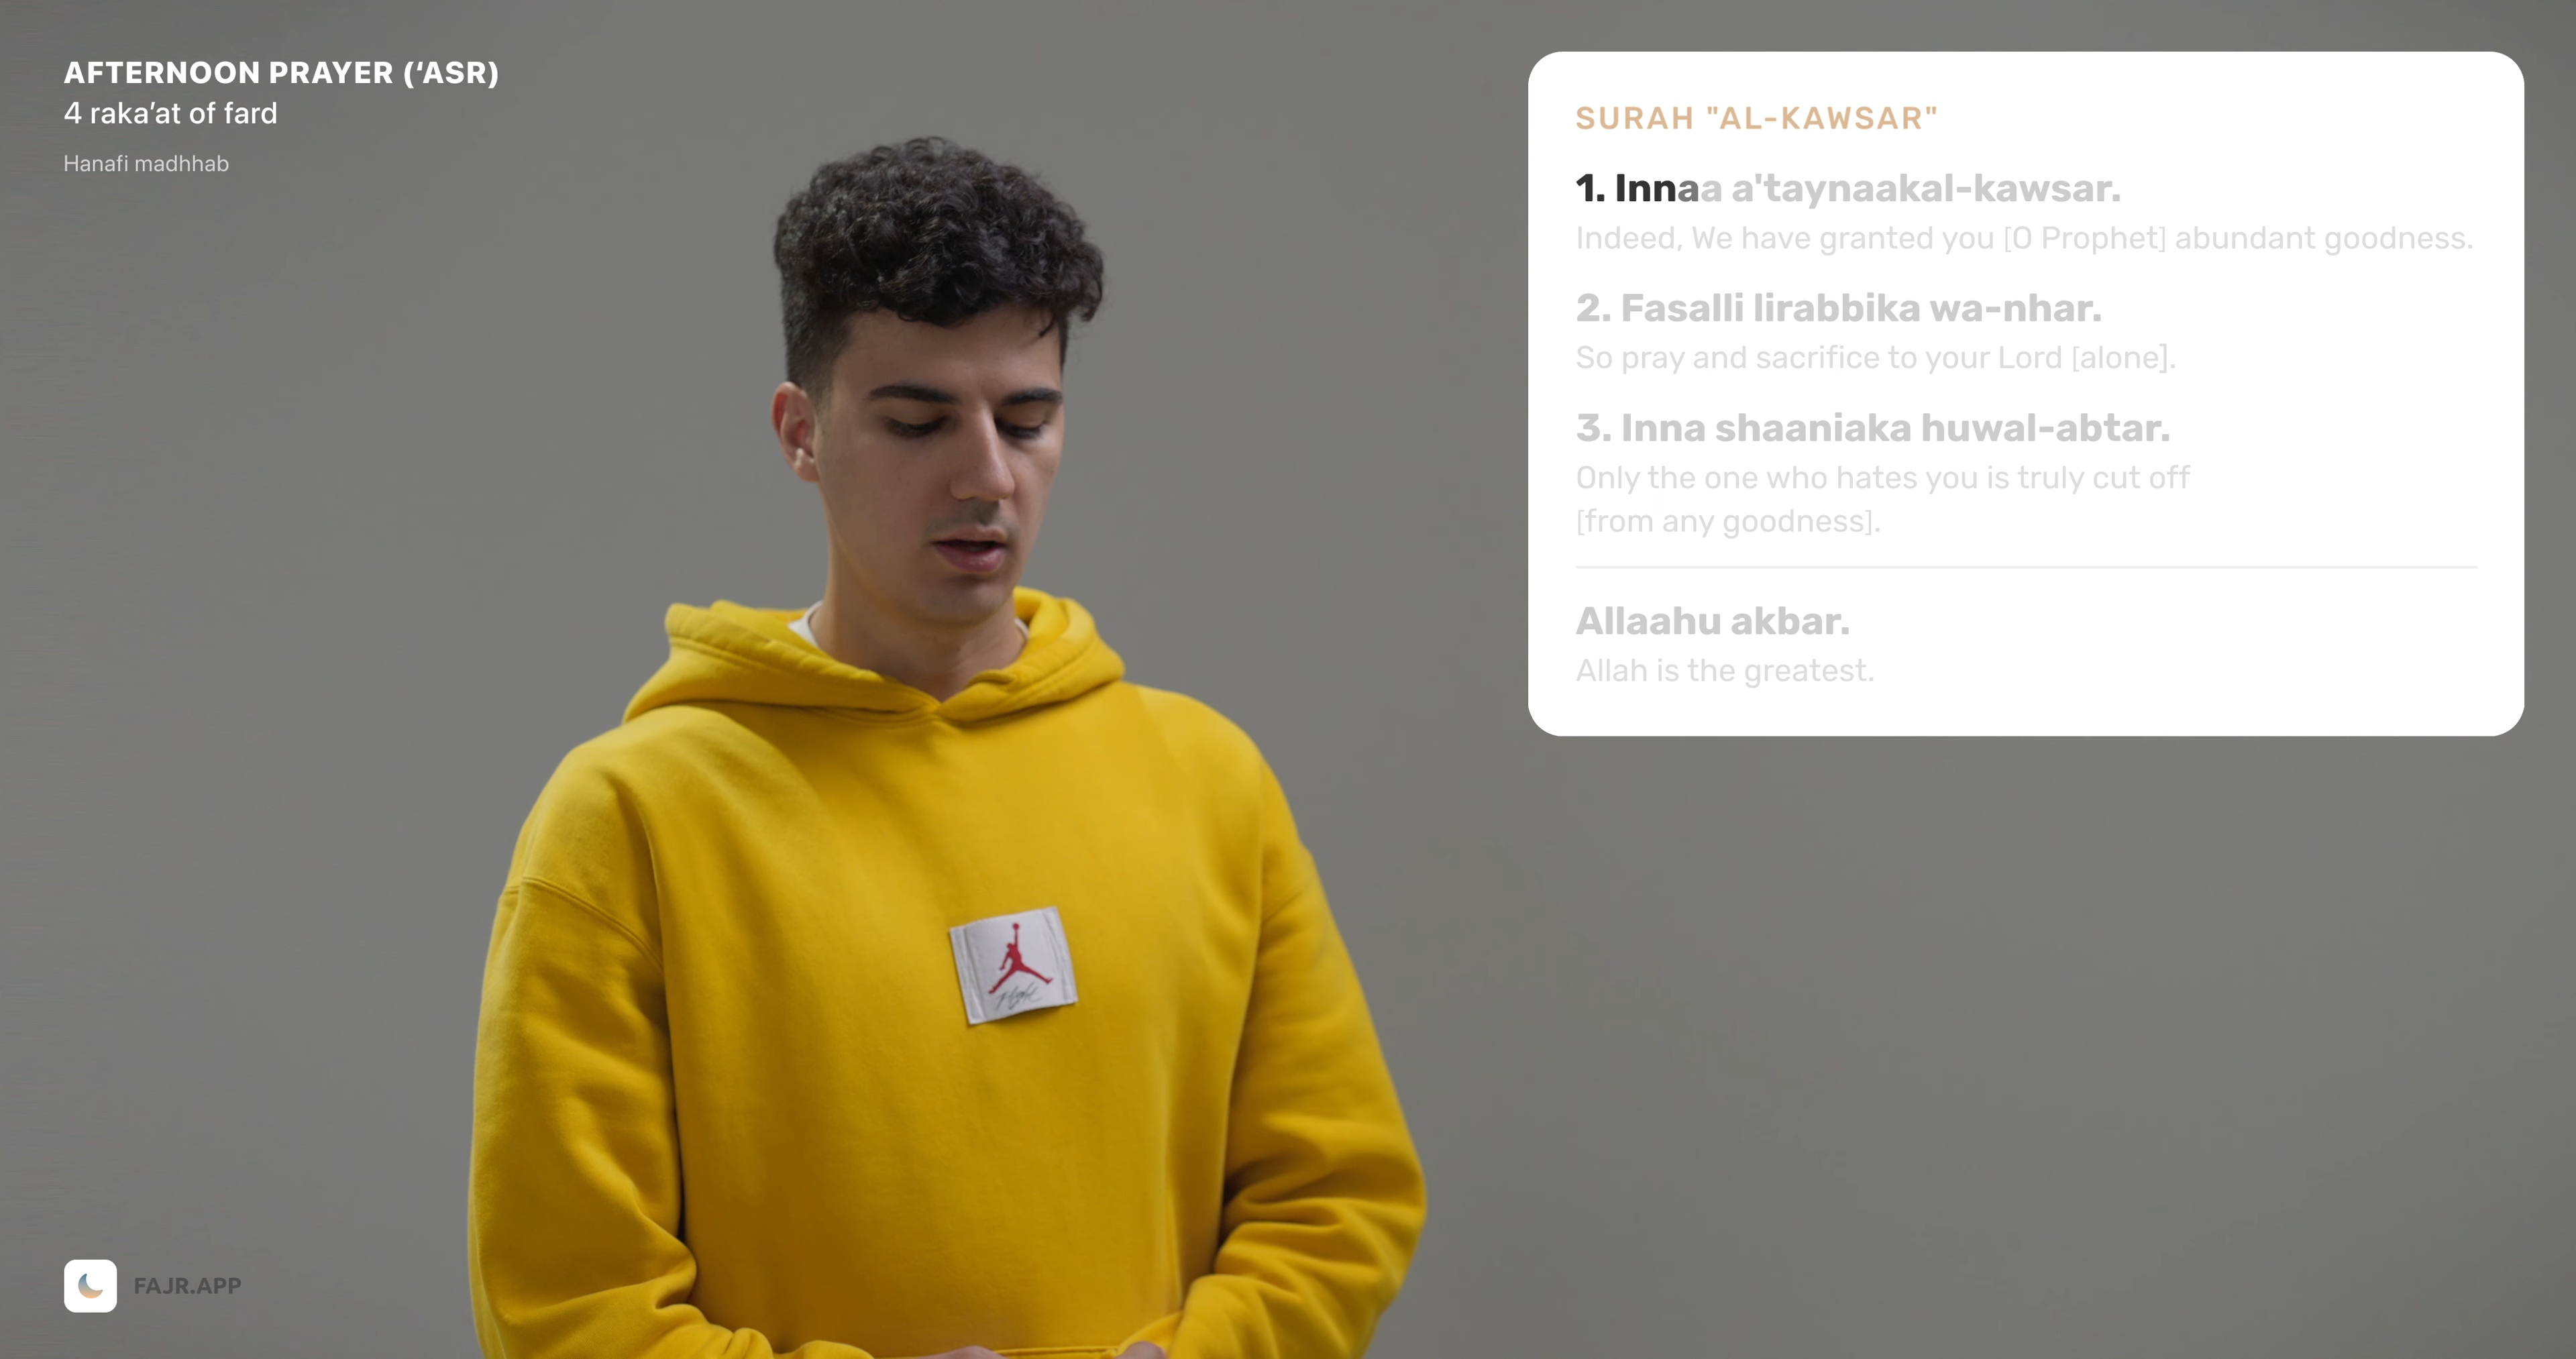 AFTERNOON PRAYER (‘ASR)
4 raka’at of fard
Hanafi madhhab
SURAH "AL-KAWSAR"
1. Innaa a'taynaakal-kawsar.
Indeed, We have granted you [O Prophet] abundant goodness.
2. Fasalli lirabbika wa-nhar.
So pray and sacrifice to your Lord [alone].
3. Inna shaaniaka huwal-abtar.
Only the one who hates you is truly cut off
[from any goodness].
Allaahu akbar.
Allah is the greatest.
Flight
FAJR.APP